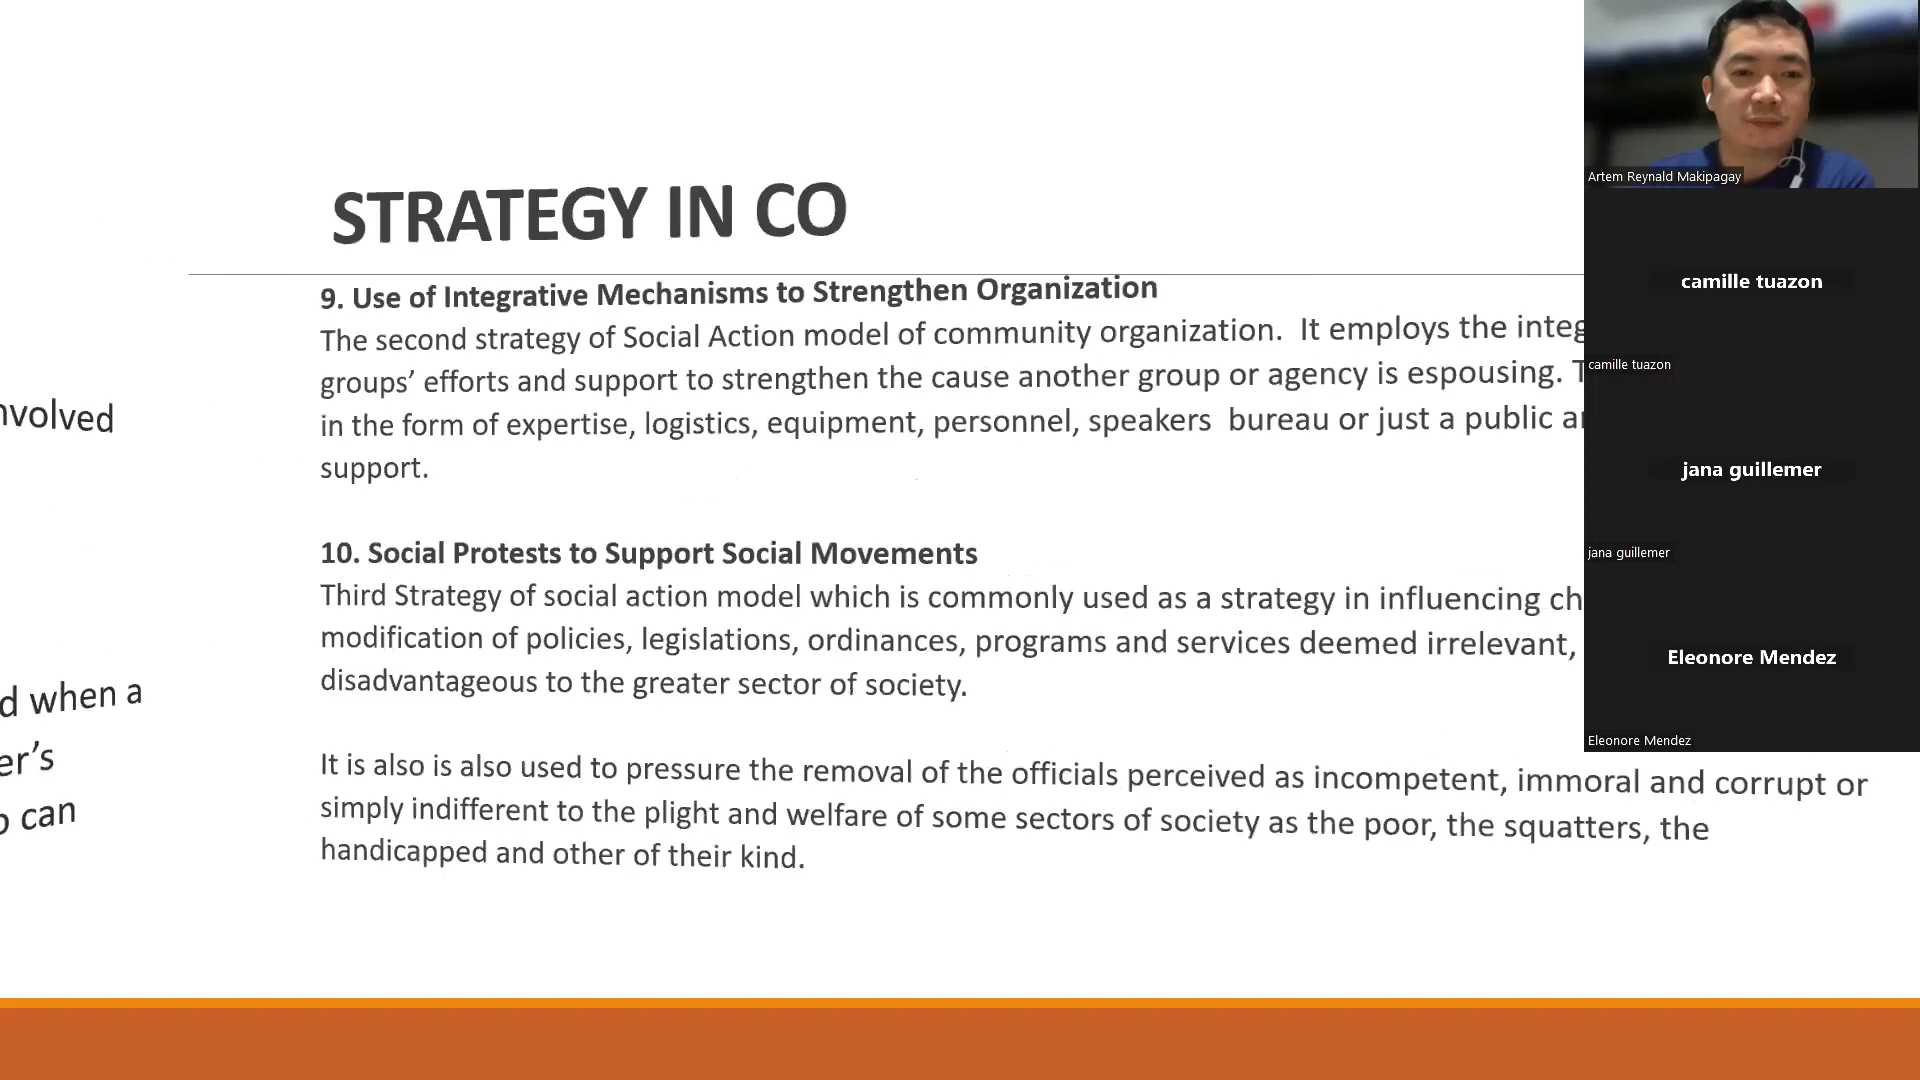 STRATEGY IN CO
9. Use of Integrative Mechanisms to Strengthen Organization
The second strategy of Social Action model of community organization. It employs the
groups’ efforts and support to strengthen the cause another group or agency is espousing.
in the form of expertise, logistics, equipment, personnel, speakers bureau or just a public
support.
10. Social Protests to Support Social Movements
Third Strategy of social action model which is commonly used as a strategy in influencing
modification of policies, legislations, ordinances, programs and services deemed irrelevant,
disadvantageous to the greater sector of society.
It is also is also used to pressure the removal of the officials perceived as incompetent, immoral and corrupt or
simply indifferent to the plight and welfare of some sectors of society as the poor, the squatters, the
handicapped and other of their kind.
nvolved
d when a
er’s
can
Artem Reynald Makipagay
camille tuazon
camille tuazon
jana guillemer
jana guillemer
Eleonore Mendez
Eleonore Mendez